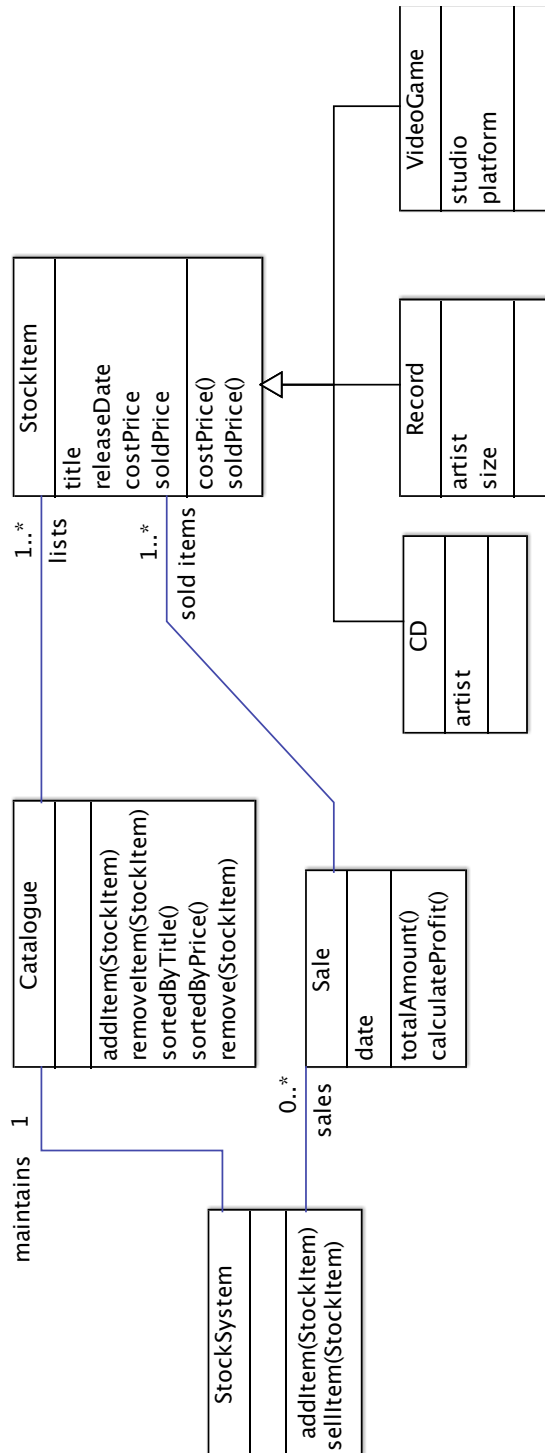 StockSystem
addItem(StockItem)
sellItem(StockItem)
maintains
1
Catalogue
addItem(StockItem)
removeItem(StockItem)
sortedByTitle()
sortedByPrice()
remove(StockItem)
1..*
lists
StockItem
title
releaseDate
costPrice
soldPrice
costPrice()
soldPrice()
0..*
sales
Sale
date
totalAmount()
calculateProfit()
1..*
sold items
CD
artist
Record
artist
size
VideoGame
studio
platform